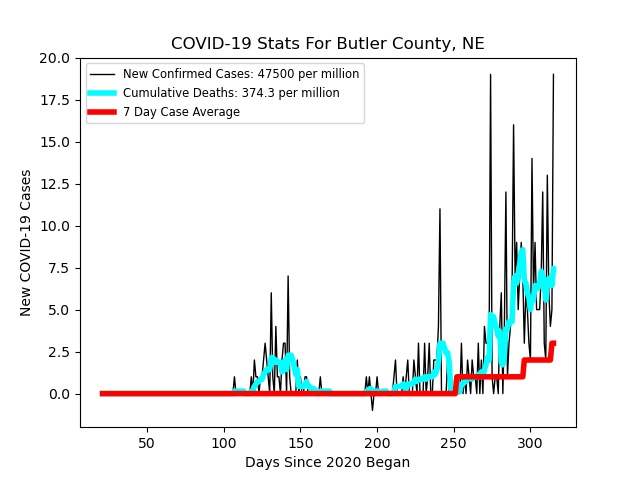 COVID-19 Stats For Butler County, NE
New Confirmed Cases: 47500 per million
Cumulative Deaths: 374.3 per million
7 Day Case Average
New COVID-19 Cases
20.0
17.5
15.0
12.5
10.0
7.5
5.0
2.5
0.0
50 100 150 200 250 300
Days Since 2020 Began